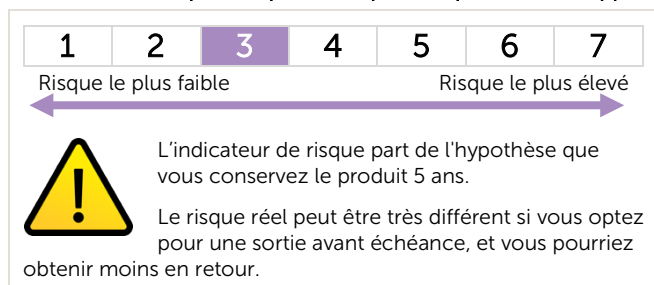 1 2 3 4 5 6 7
Risque le plus faible Risque le plus élevé
L’indicateur de risque part de l'hypothèse que
vous conservez le produit 5 ans.
Le risque réel peut être très différent si vous optez
pour une sortie avant échéance, et vous pourriez
obtenir moins en retour.